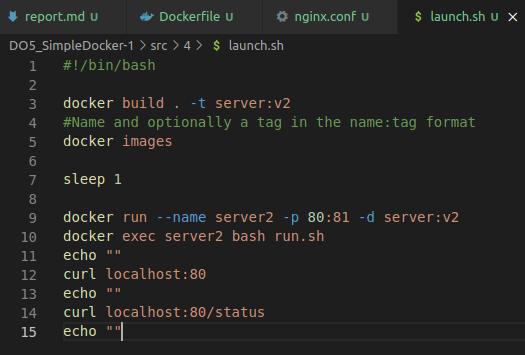 report.md U Dockerfile U nginx.conf U $ launch.sh U ×
DO5_SimpleDocker-1 > src > 4 > $ launch.sh
1 #!/bin/bash
2
3 docker build . -t server:v2
4 #Name and optionally a tag in the name:tag format
5 docker images
6
7 sleep 1
8
9 docker run --name server2 -p 80:81 -d server:v2
10 docker exec server2 bash run.sh
11 echo ""
12 curl localhost:80
13 echo ""
14 curl localhost:80/status
15 echo ""